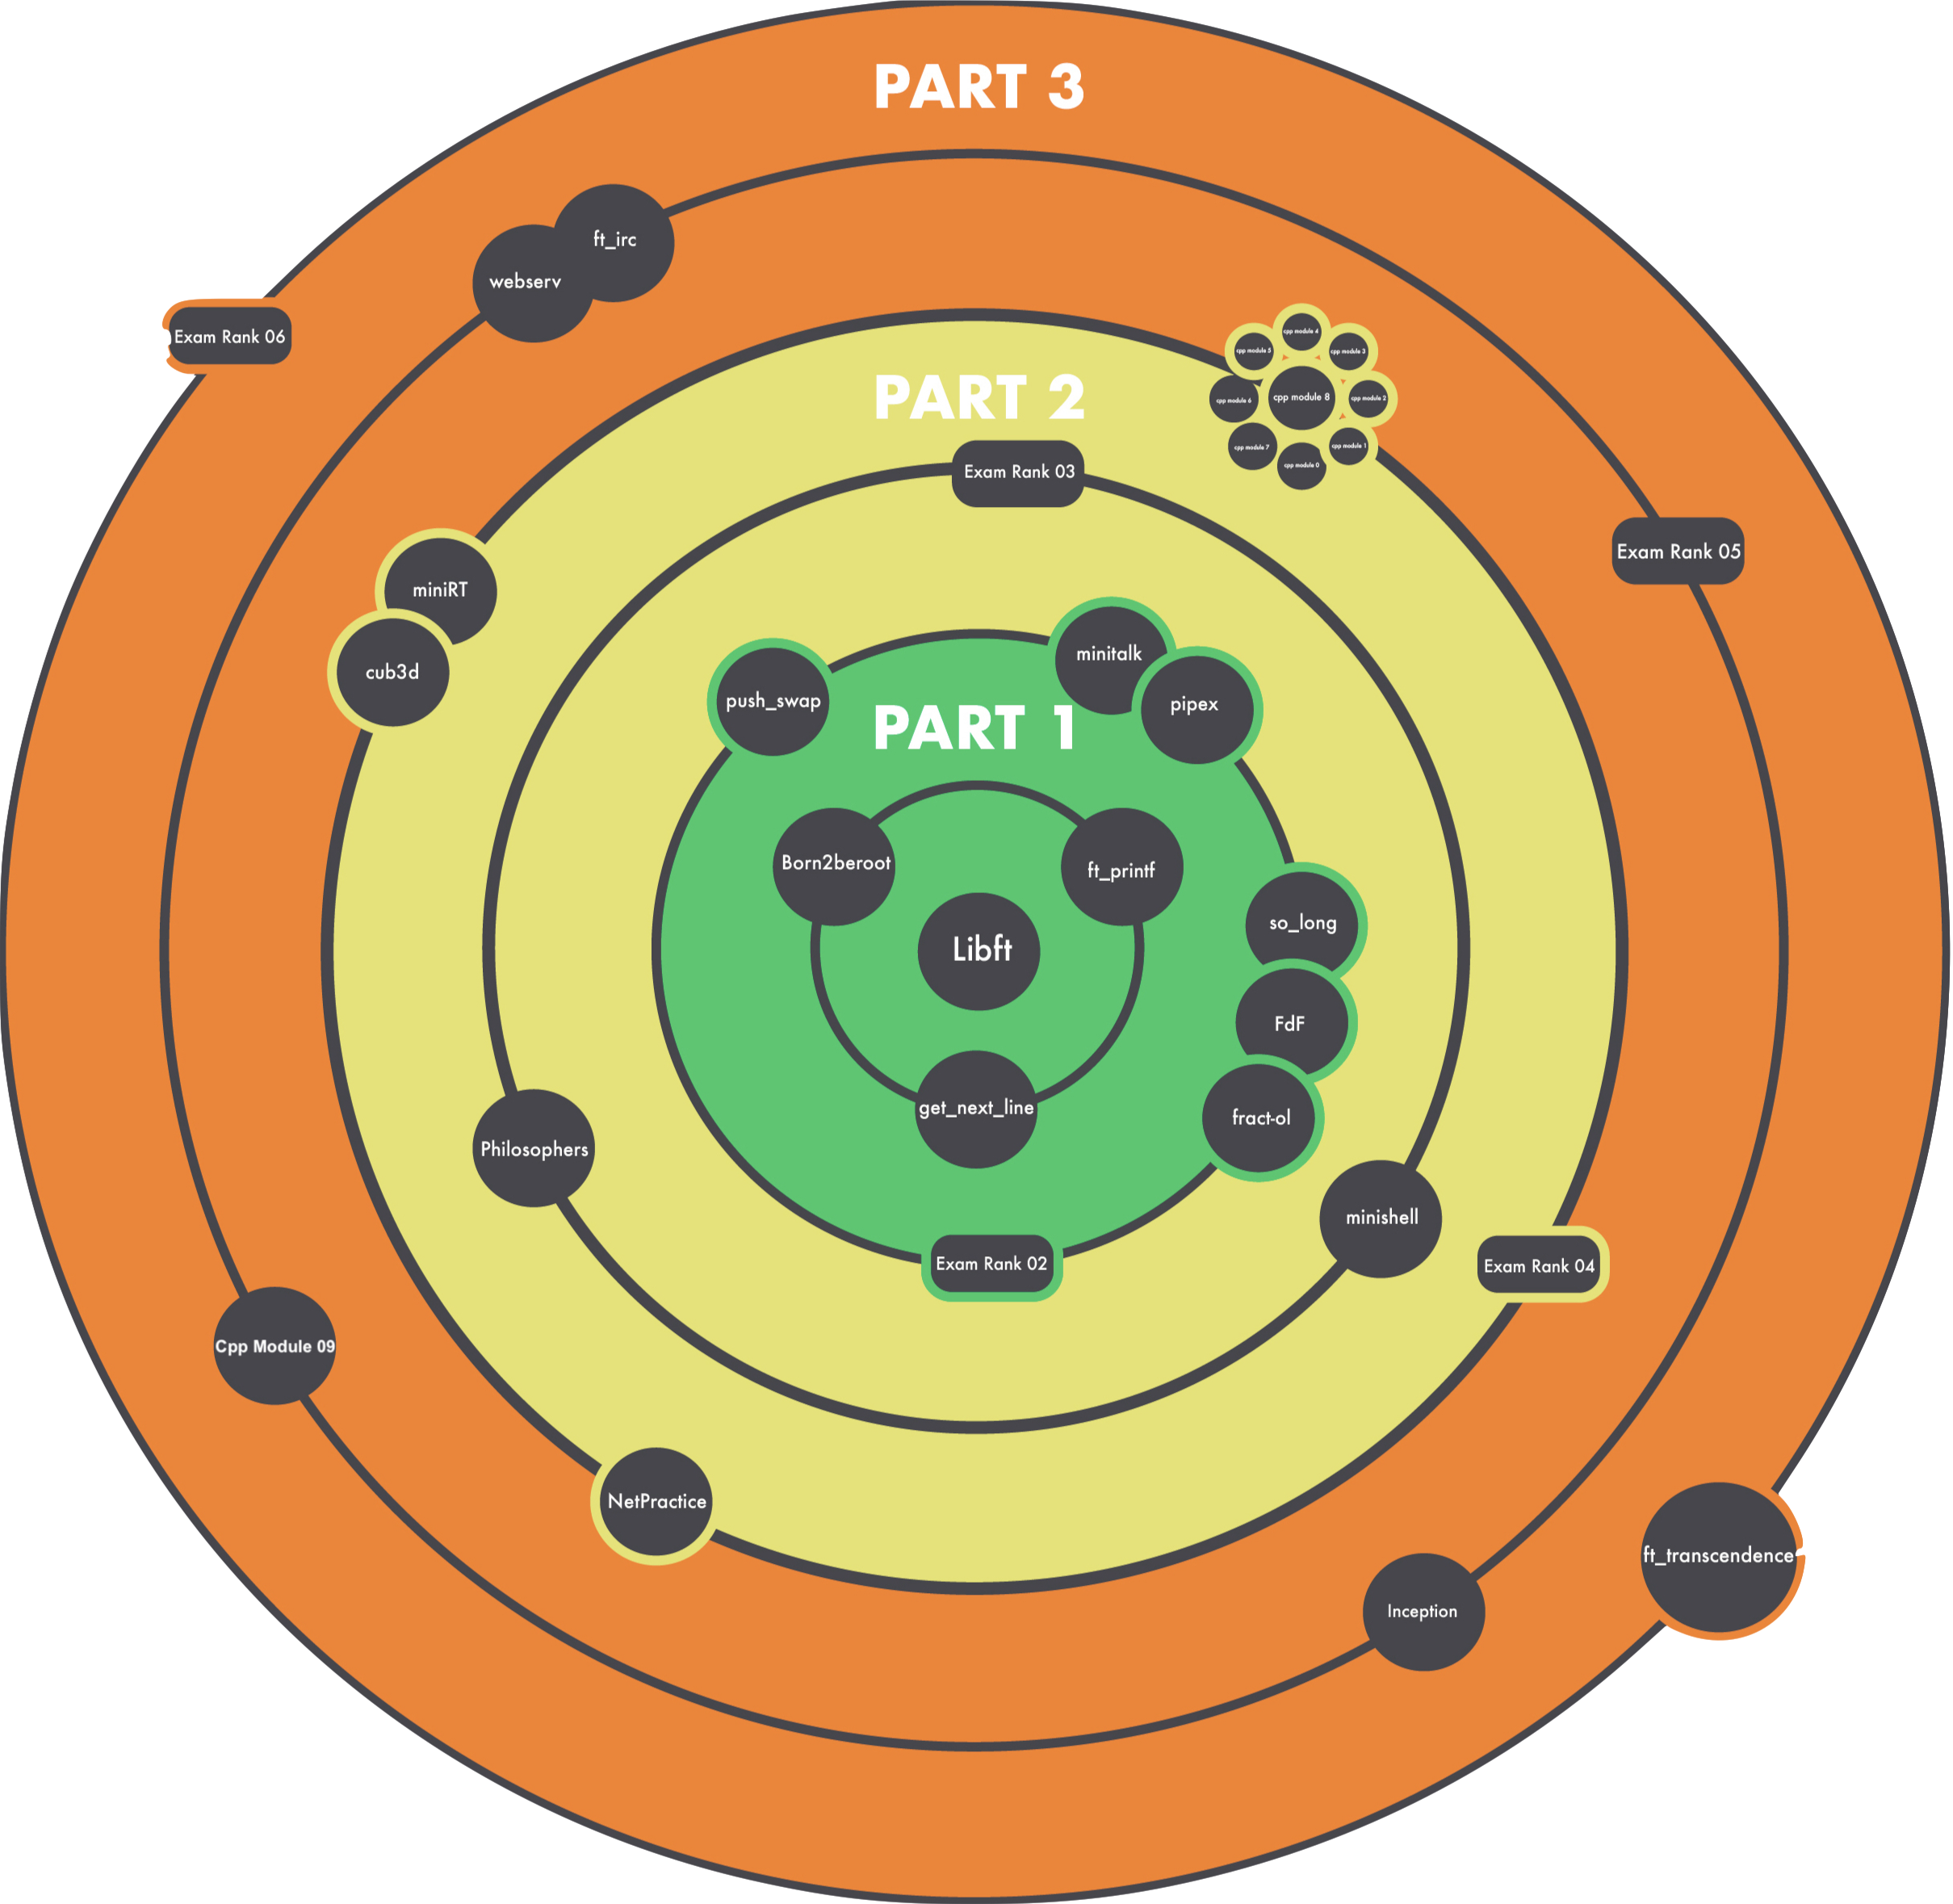 PART 3
ft_irc
webserv
Exam Rank 06
cpp module 4
cpp module 5
cpp module 3
PART 2
cpp module 8
cpp module 2
cpp module 6
cpp module 7
cpp module 1
cpp module 0
Exam Rank 03
Exam Rank 05
miniRT
cub3d
minitalk
push_swap
pipex
PART 1
Born2beroot
ft_printf
so_long
Libft
FdF
get_next_line
fract-ol
Philosophers
minishell
Exam Rank 02
Exam Rank 04
Cpp Module 09
NetPractice
ft_transcendence
Inception